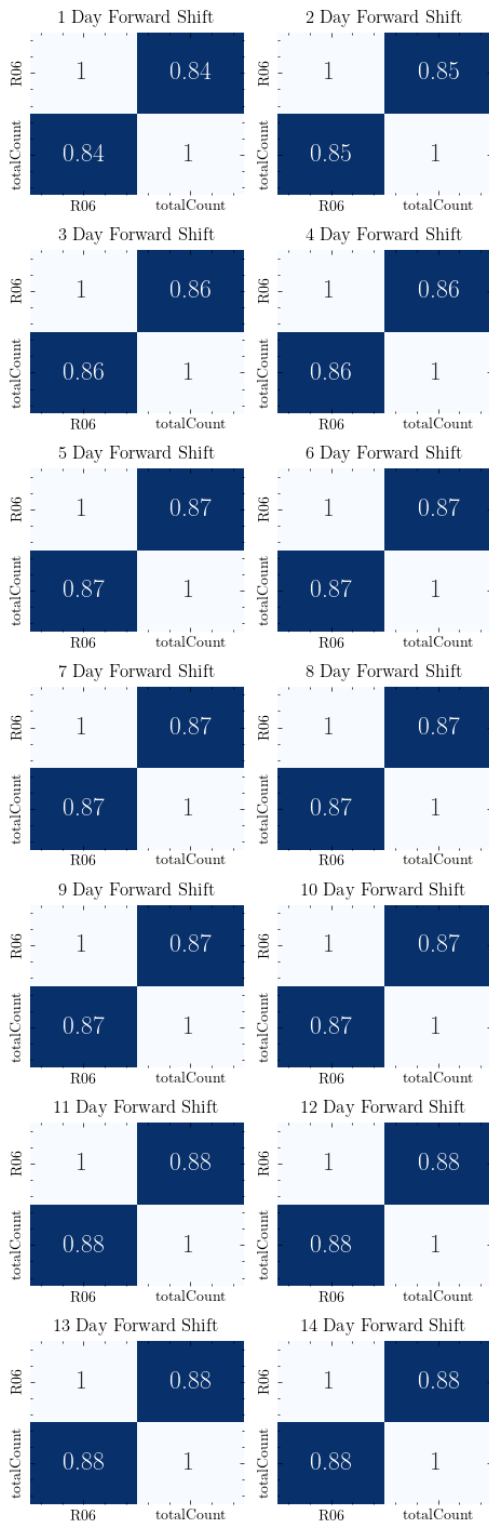 1 Day Forward Shift
R06
1 0.84
totalCount
0.84 1
R06 totalCount
2 Day Forward Shift
R06
1 0.85
totalCount
0.85 1
R06 totalCount
3 Day Forward Shift
R06
1 0.86
totalCount
0.86 1
R06 totalCount
4 Day Forward Shift
R06
1 0.86
totalCount
0.86 1
R06 totalCount
5 Day Forward Shift
R06
1 0.87
totalCount
0.87 1
R06 totalCount
6 Day Forward Shift
R06
1 0.87
totalCount
0.87 1
R06 totalCount
7 Day Forward Shift
R06
1 0.87
totalCount
0.87 1
R06 totalCount
8 Day Forward Shift
R06
1 0.87
totalCount
0.87 1
R06 totalCount
9 Day Forward Shift
R06
1 0.87
totalCount
0.87 1
R06 totalCount
10 Day Forward Shift
R06
1 0.87
totalCount
0.87 1
R06 totalCount
11 Day Forward Shift
R06
1 0.88
totalCount
0.88 1
R06 totalCount
12 Day Forward Shift
R06
1 0.88
totalCount
0.88 1
R06 totalCount
13 Day Forward Shift
R06
1 0.88
totalCount
0.88 1
R06 totalCount
14 Day Forward Shift
R06
1 0.88
totalCount
0.88 1
R06 totalCount